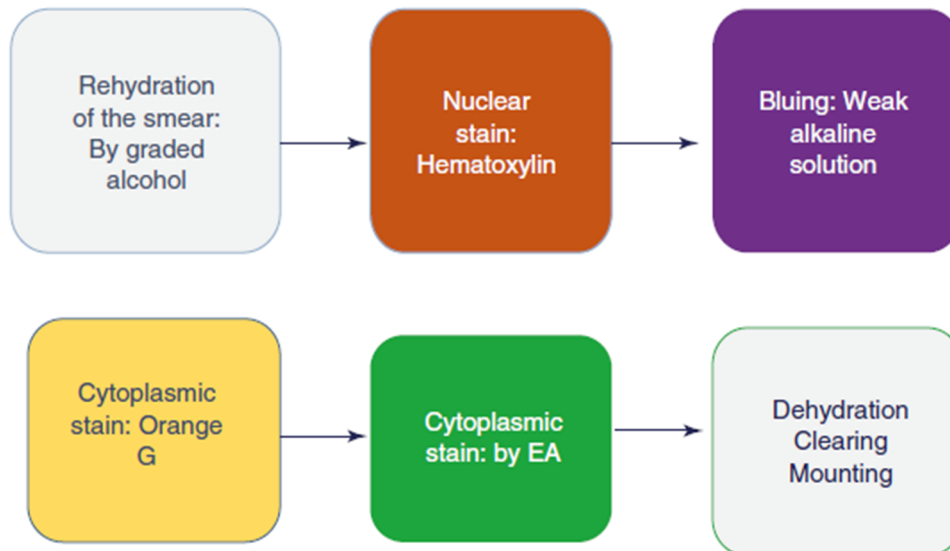 Rehydration
of the smear:
By graded
alcohol
Nuclear
stain:
Hematoxylin
Bluing: Weak
alkaline
solution
Cytoplasmic
stain: Orange
G
Cytoplasmic
stain: by EA
Dehydration
Clearing
Mounting